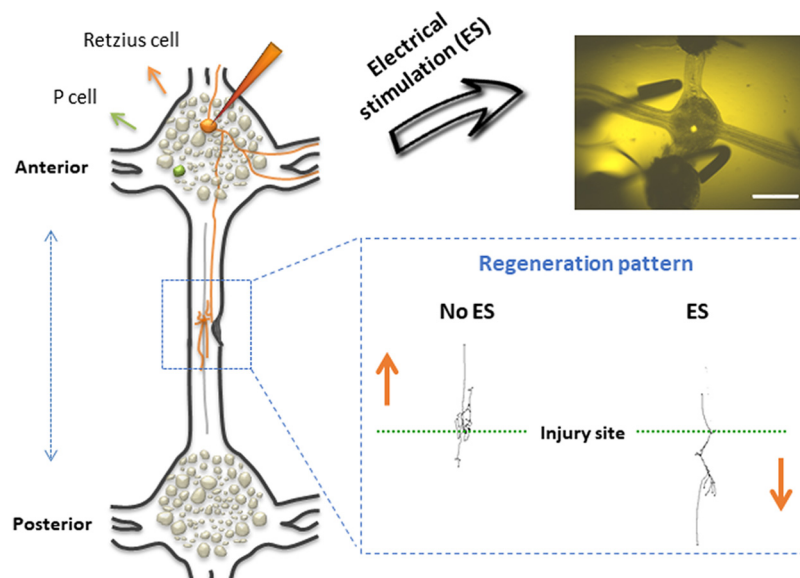 Retzius cell
P cell
Anterior
Posterior
Electrical
stimulation (ES)
Regeneration pattern
No ES
ES
Injury site